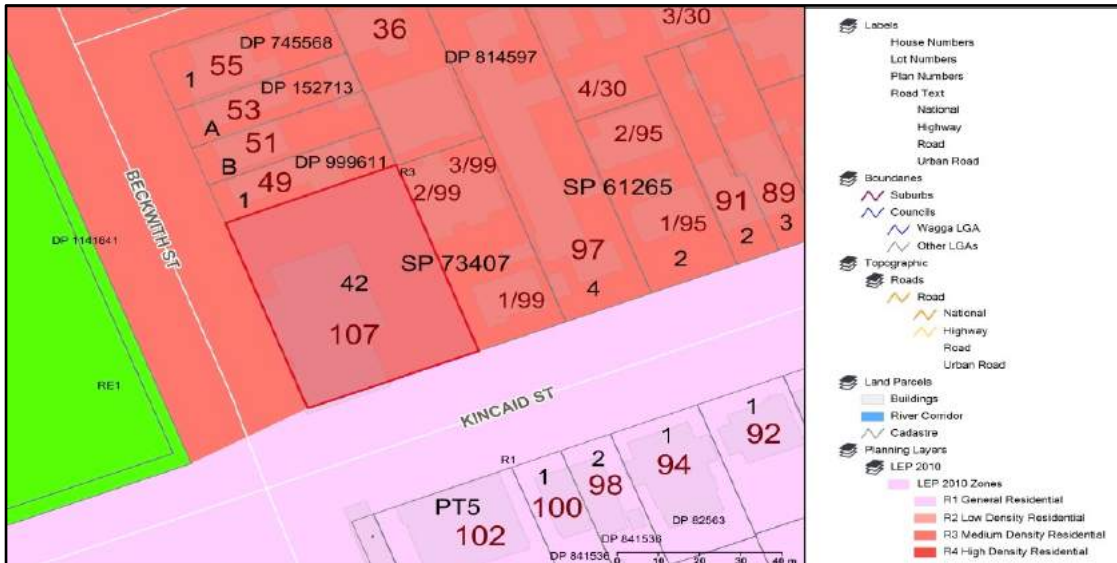 3/30
36
DP 745568
55
1
DP 814597
DP 152713
53
A
4/30
51
B
2/95
DP 999611
49
1
R3
3/99
2/99
SP 61265
91
89
1/95
3
2
2
BECKWITH ST
DP 1141641
SP 73407
97
42
1/99
4
107
RE1
KINCAID ST
1
92
1
94
2
98
R1
1
100
PT5
102
DP 82563
DP 841536
DP 841536
0 10 20 30 40 m
Labels
House Numbers
Lot Numbers
Plan Numbers
Road Text
National
Highway
Road
Urban Road
Boundaries
Suburbs
Councils
Wagga LGA
Other LGAs
Topographic
Roads
Road
National
Highway
Road
Urban Road
Land Parcels
Buildings
River Corridor
Cadastre
Planning Layers
LEP 2010
LEP 2010 Zones
R1 General Residential
R2 Low Density Residential
R3 Medium Density Residential
R4 High Density Residential